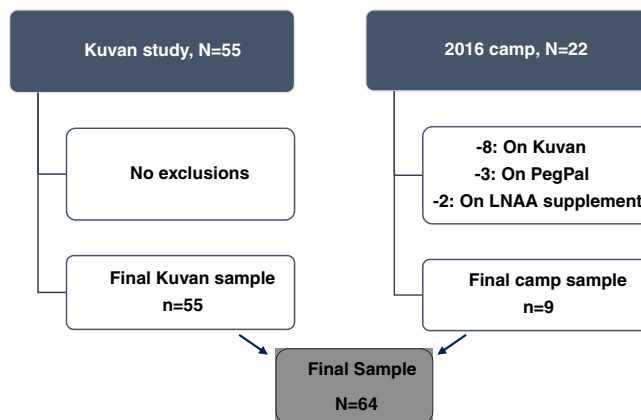 Kuvan study, N=55
2016 camp, N=22
No exclusions
-8: On Kuvan
-3: On PegPal
-2: On LNAA supplement
Final Kuvan sample
n=55
Final camp sample
n=9
Final Sample
N=64